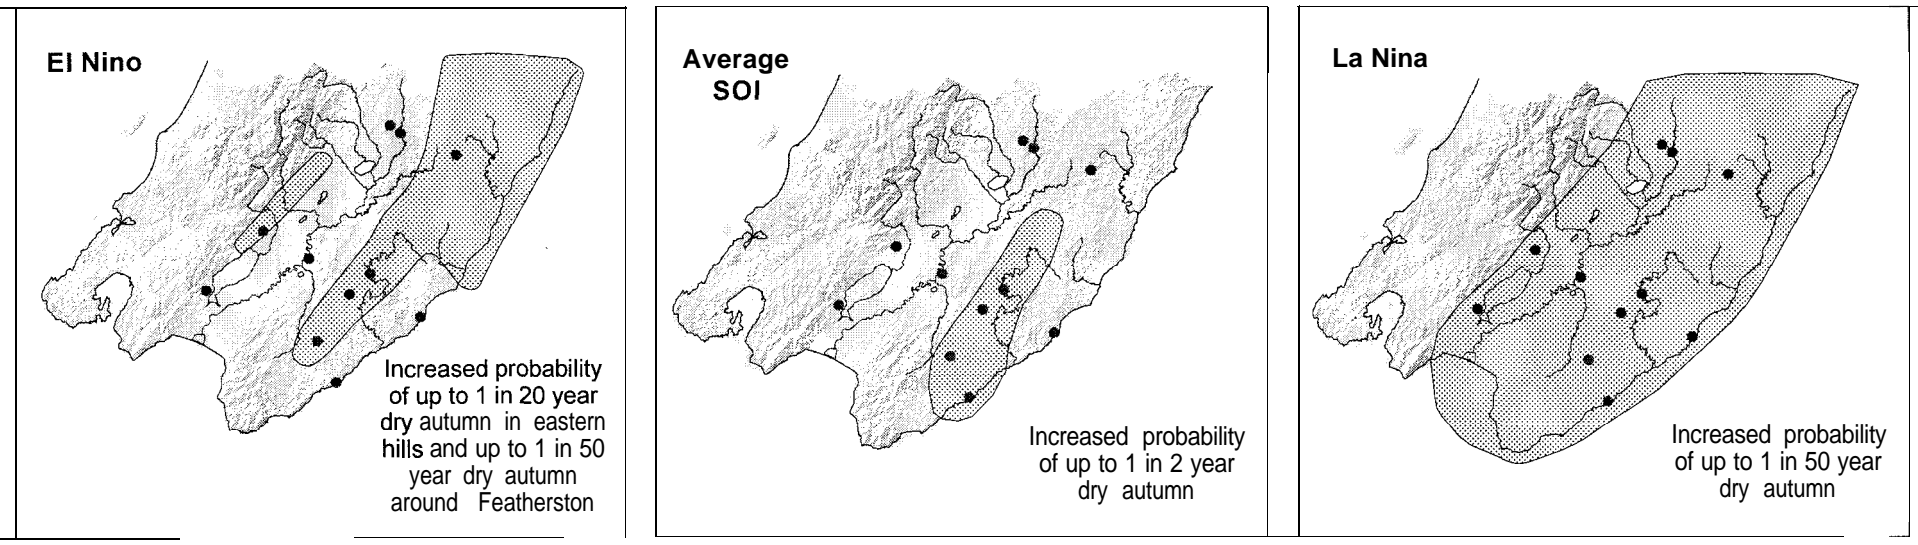 El Nino
Increased probability
of up to 1 in 20 year
dry autumn in eastern
hills and up to 1 in 50
year dry autumn
around Featherston
Average
SOI
Increased probability
of up to 1 in 2 year
dry autumn
La Nina
Increased probability
of up to 1 in 50 year
dry autumn